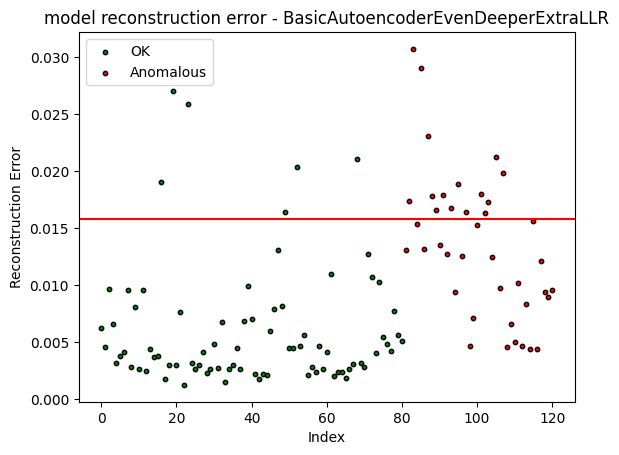 model reconstruction error - BasicAutoencoderEvenDeeperExtraLLR
OK
Anomalous
0.030
0.025
0.020
0.015
0.010
0.005
0.000
Reconstruction Error
0 20 40 60 80 100 120
Index